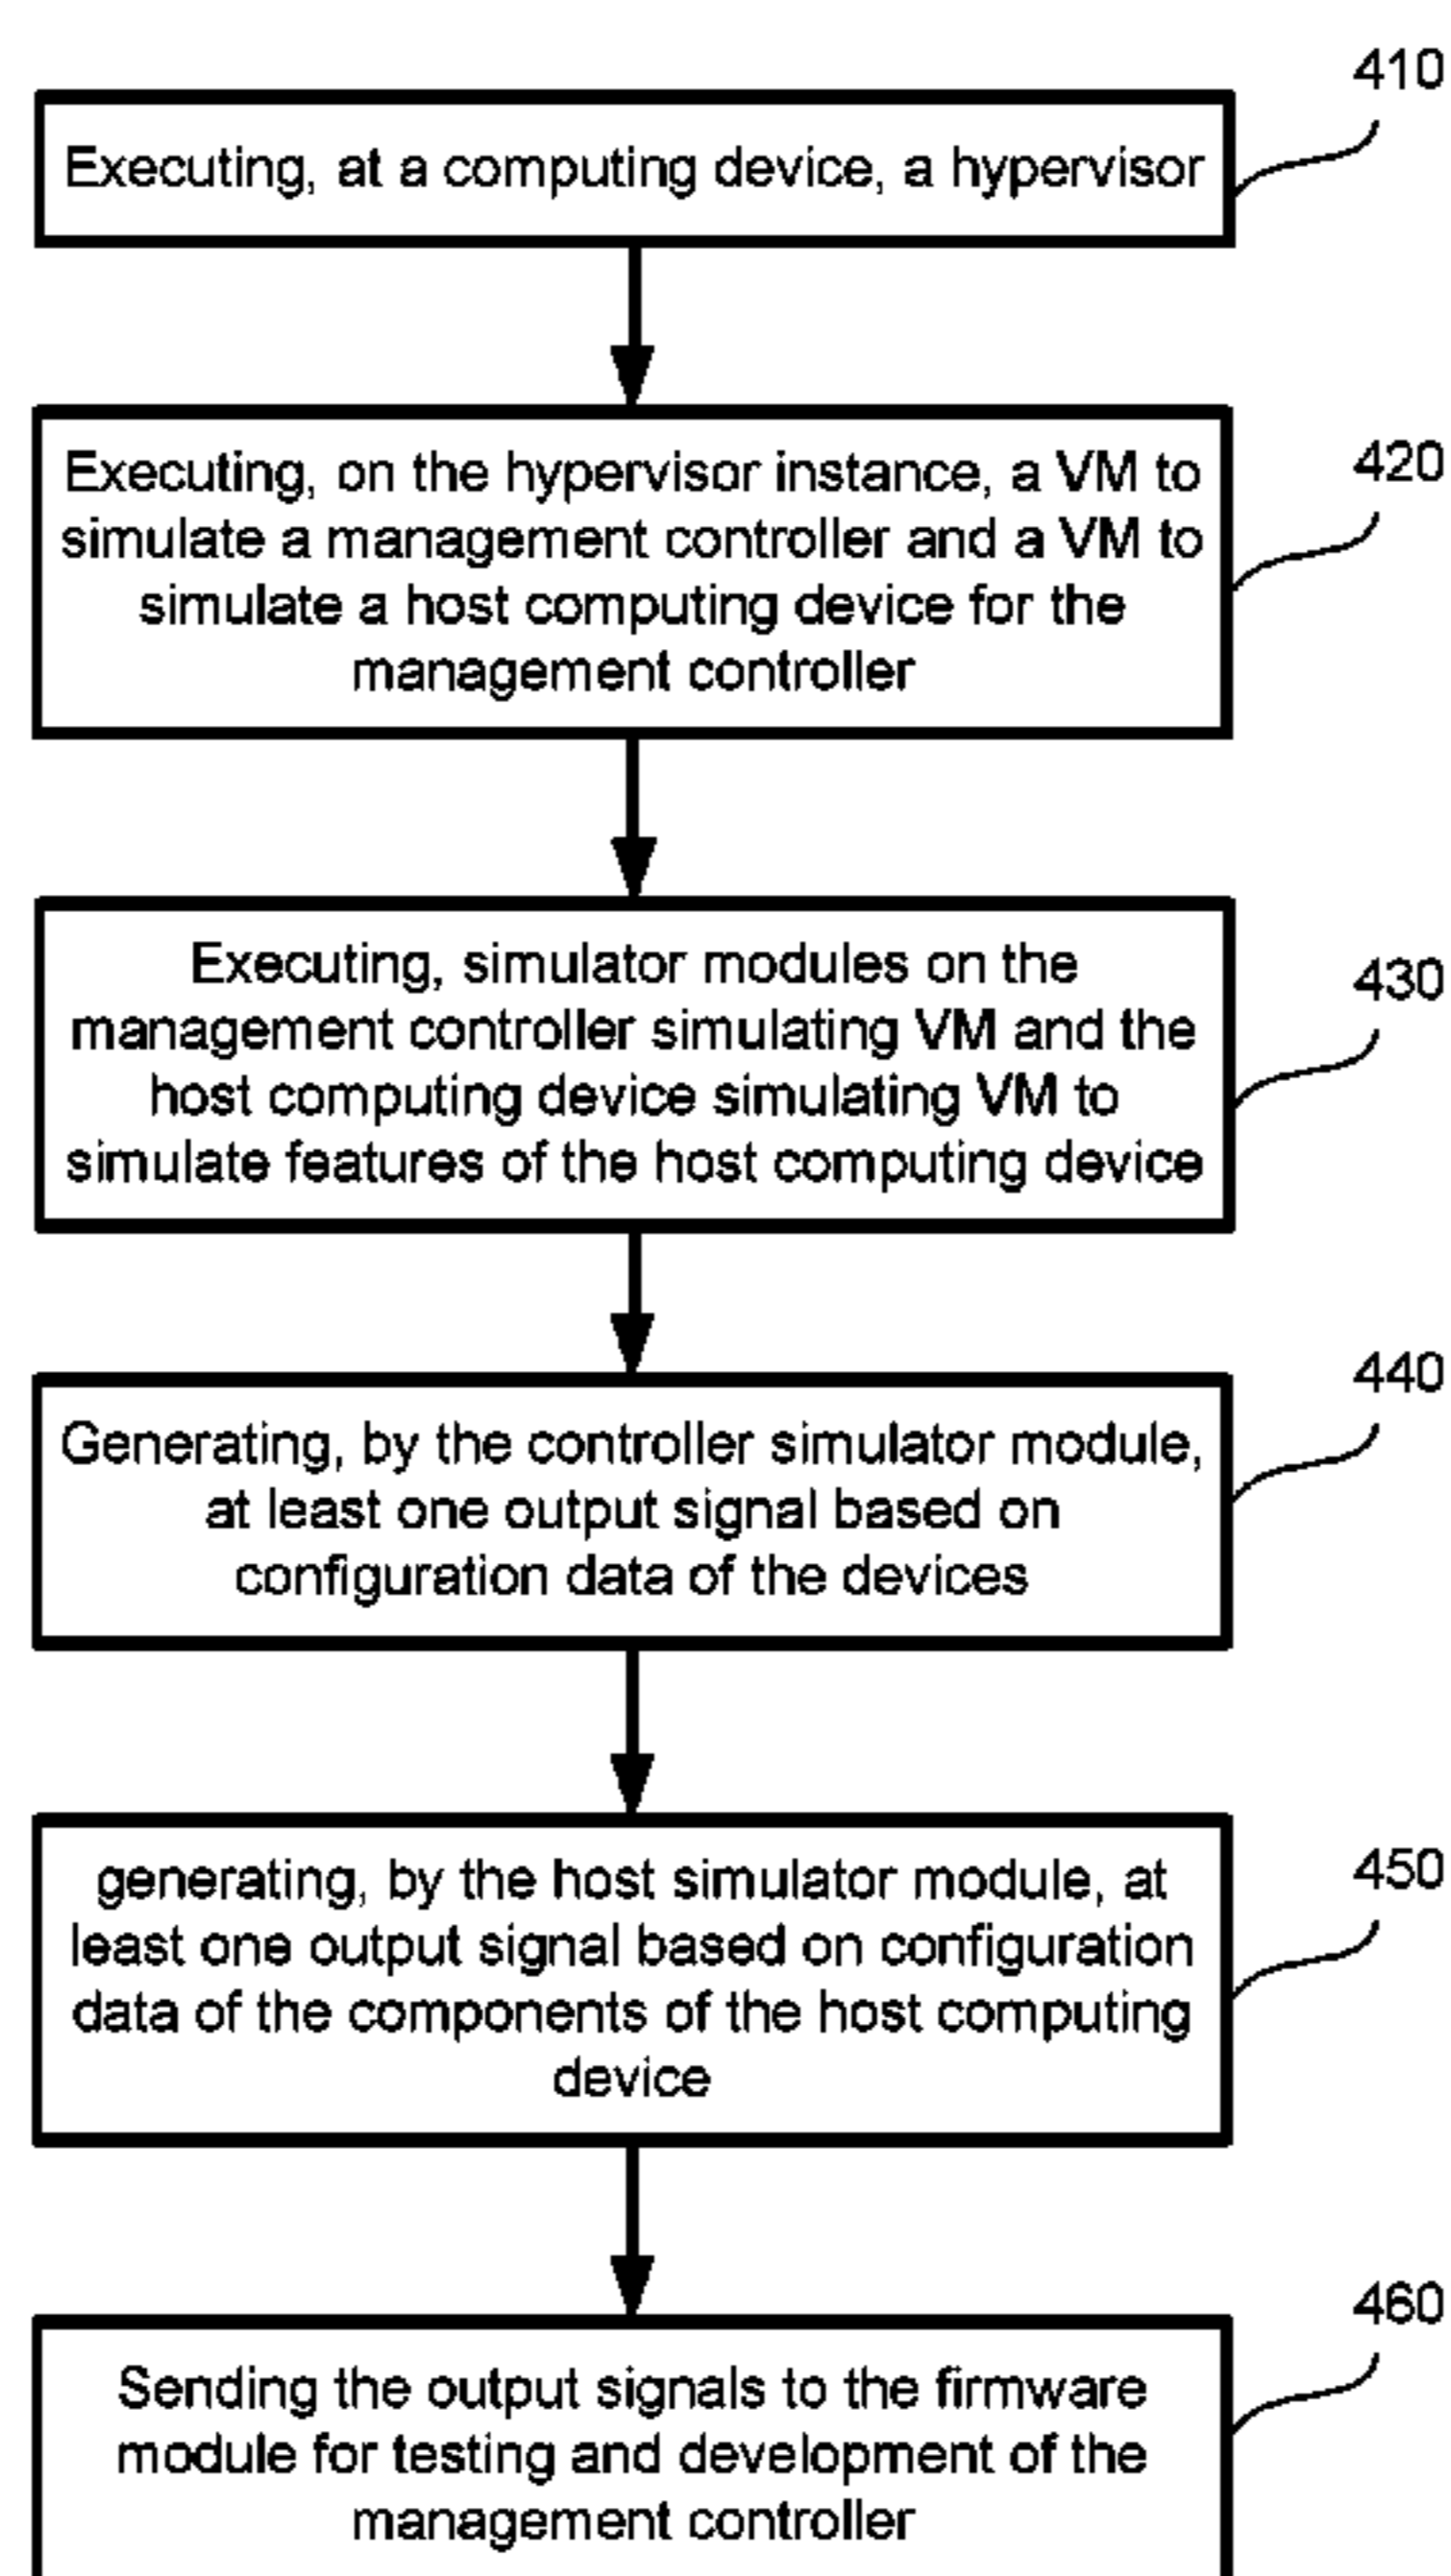 410
Executing, at a computing device, a hypervisor
420
Executing, on the hypervisor instance, a VM to
simulate a management controller and a VM to
simulate a host computing device for the
management controller
430
Executing, simulator modules on the
management controller simulating VM and the
host computing device simulating VM to
simulate features of the host computing device
440
Generating, by the controller simulator module,
at least one output signal based on
configuration data of the devices
450
generating, by the host simulator module, at
least one output signal based on configuration
data of the components of the host computing
device
460
Sending the output signals to the firmware
module for testing and development of the
management controller